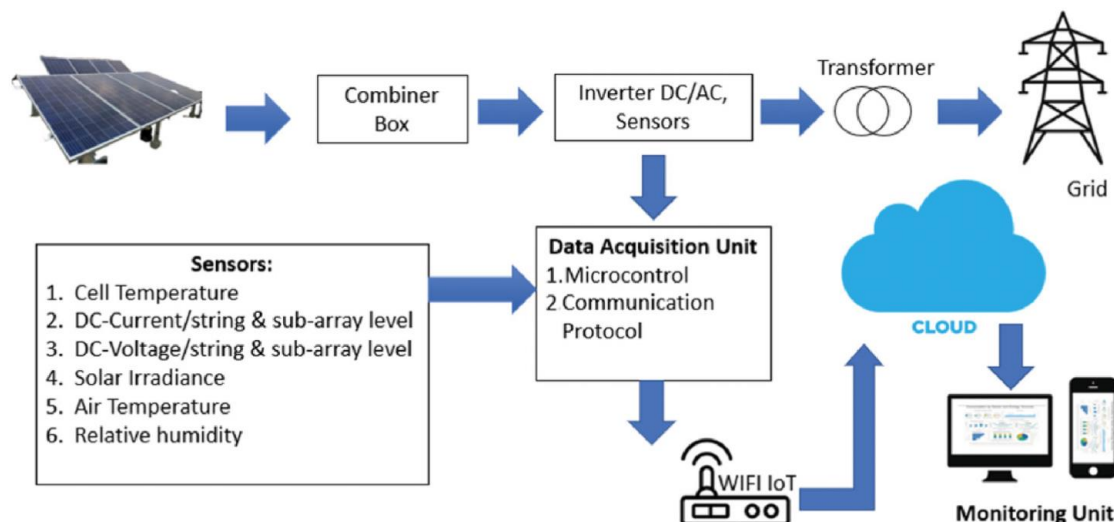 Combiner
Box
Inverter DC/AC,
Sensors
Transformer
Grid
Sensors:
1. Cell Temperature
2. DC-Current/string & sub-array level
3. DC-Voltage/string & sub-array level
4. Solar Irradiance
5. Air Temperature
6. Relative humidity
Data Acquisition Unit
1. Microcontrol
2 Communication
Protocol
WIFI IoT
CLOUD
Monitoring Unit